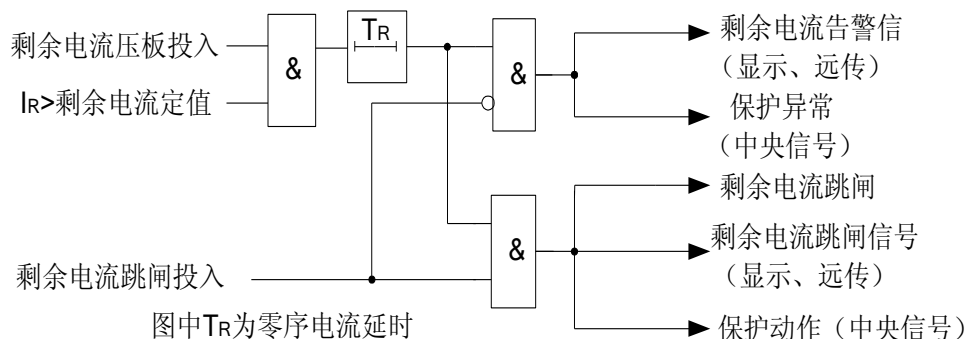 剩余电流压板投入
IR>剩余电流定值
&
TR
&
剩余电流告警信
（显示、远传）
保护异常
（中央信号）
剩余电流跳闸投入
&
剩余电流跳闸
剩余电流跳闸信号
（显示、远传）
保护动作（中央信号）
图中TR为零序电流延时